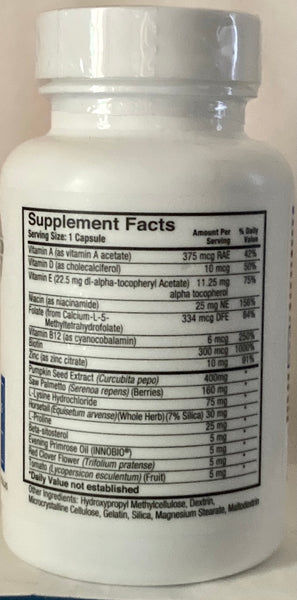 Supplement Facts
Serving Size: 1 Capsule
Amount Per Serving
% Daily Value
Vitamin A (as vitamin A acetate) 375 mcg RAE 42%
Vitamin D (as cholecalciferol) 10 mcg 50%
Vitamin E (22.5 mg dl-alpha-tocopheryl Acetate) 11.25 mg 75%
alpha tocopherol
Niacin (as niacinamide) 25 mg NE 156%
Folate (from Calcium-L-5- 334 mcg DFE 84%
Methyltetrahydrofolate)
Vitamin B12 (as cyanocobalamin) 6 mcg 250%
Biotin 300 mcg 1000%
Zinc (as zinc citrate) 10 mg 91%
Pumpkin Seed Extract (Curcubita pepo) 400mg *
Saw Palmetto (Serenoa repens) (Berries) 160 mg *
L-Lysine Hydrochloride 75 mg *
Horsetail (Equisetum arvense)(Whole Herb)(7% Silica) 30 mg *
L-Proline 25 mg *
Beta-sitosterol 5 mg *
Evening Primrose Oil (INNOBIO®) 5 mg *
Red Clover Flower (Trifolium pratense) 5 mg *
Tomato (Lycopersicon esculentum) (Fruit) 5 mg *
*Daily Value not established
Other Ingredients: Hydroxypropyl Methylcellulose, Dextrin,
Microcrystalline Cellulose, Gelatin, Silica, Magnesium Stearate, Maltodextrin